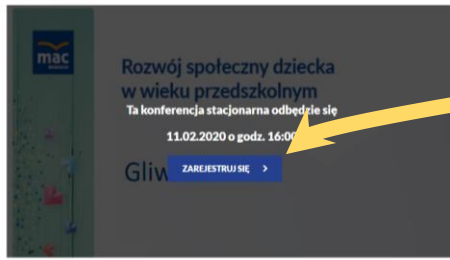 mac
Rozwój społeczny dziecka
w wieku przedszkolnym
Ta konferencja stacjonarna odbędzie się
11.02.2020 o godz. 16:00
ZAREJESTRUJ SIĘ >